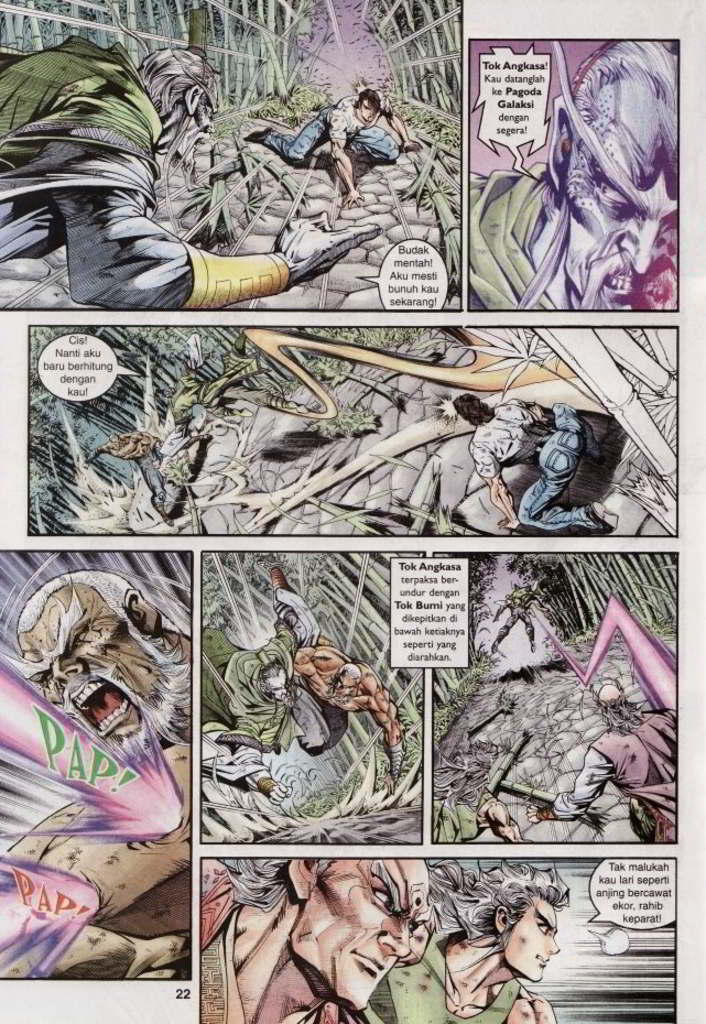 Budak
mentah!
Aku mesti
bunuh kau
sekarang!
Tok Angkasa!
Kau datanglah
ke Pagoda
Galaksi
dengan
segera!
Cis!
Nanti aku
baru berhitung
dengan
kau!
PAP!
PAP!
Tok Angkasa
terpaksa ber-
undur dengan
Tok Bumi yang
dikepitkan di
bawah ketiaknya
seperti yang
diarahkan.
Tak malukah
kau lari seperti
anjing bercawat
ekor, rahib
keparat!
22